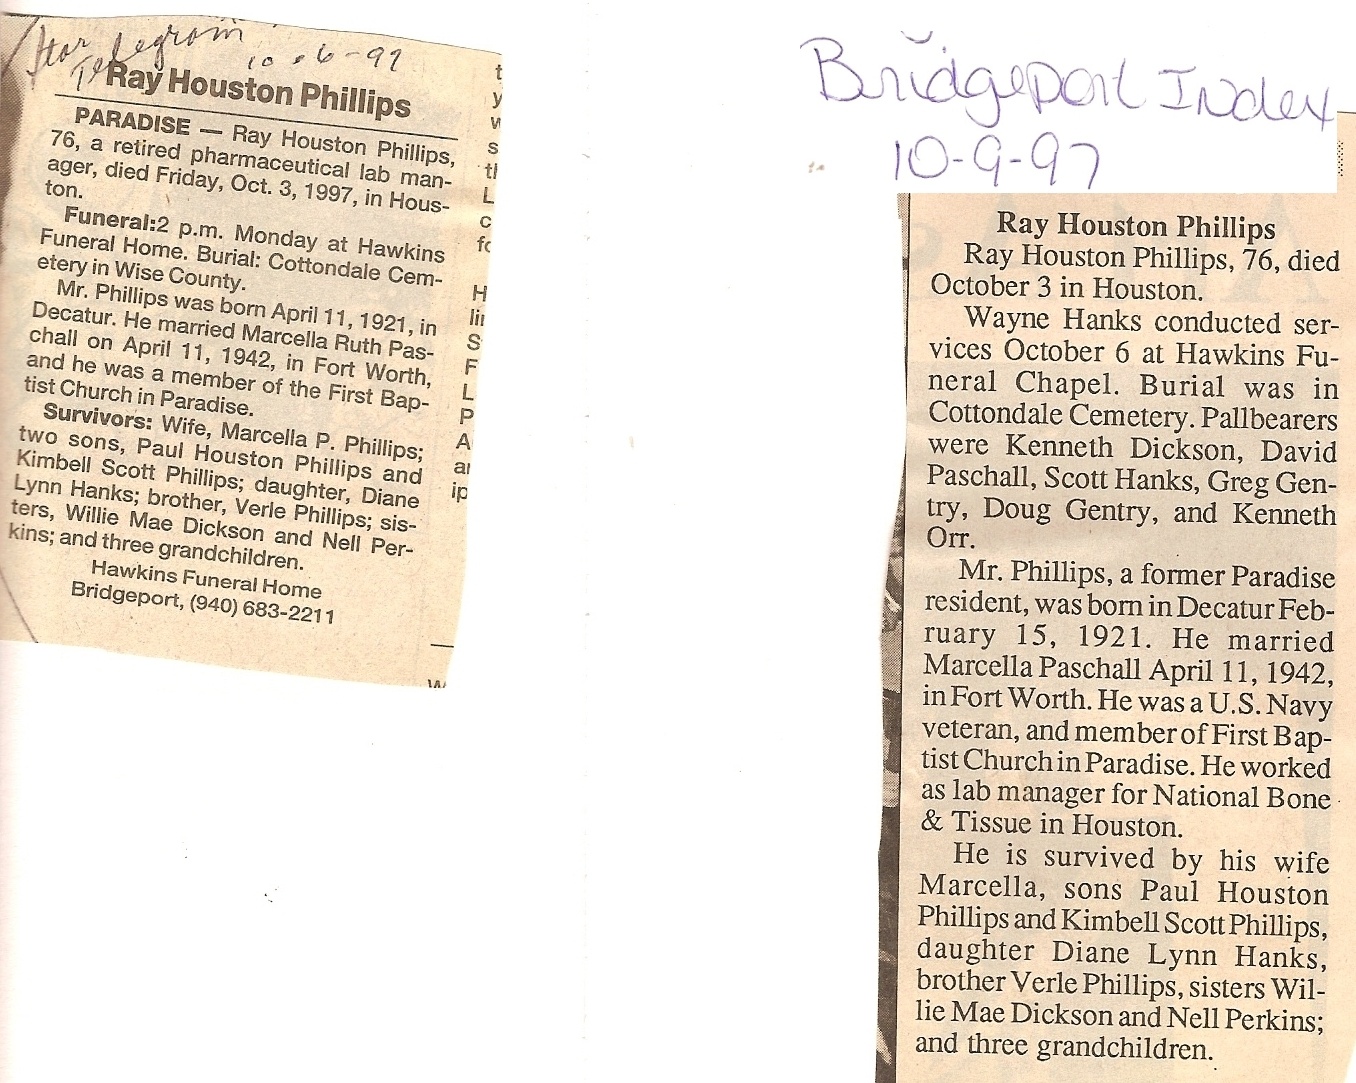 Star Telegram
10-6-97
Ray Houston Phillips
PARADISE — Ray Houston Phillips,
76, a retired pharmaceutical lab man-
ager, died Friday, Oct. 3, 1997, in Hous-
ton.
Funeral:2 p.m. Monday at Hawkins
Funeral Home. Burial: Cottondale Cem-
etery in Wise County.
Mr. Phillips was born April 11, 1921, in
Decatur. He married Marcella Ruth Pas-
chall on April 11, 1942, in Fort Worth,
and he was a member of the First Bap-
tist Church in Paradise.
Survivors: Wife, Marcella P. Phillips;
two sons, Paul Houston Phillips and
Kimbell Scott Phillips; daughter, Diane
Lynn Hanks; brother, Verle Phillips; sis-
ters, Willie Mae Dickson and Nell Per-
kins; and three grandchildren.
Hawkins Funeral Home
Bridgeport, (940) 683-2211
Bridgeport Index
10-9-97
Ray Houston Phillips
Ray Houston Phillips, 76, died
October 3 in Houston.
Wayne Hanks conducted ser-
vices October 6 at Hawkins Fu-
neral Chapel. Burial was in
Cottondale Cemetery. Pallbearers
were Kenneth Dickson, David
Paschall, Scott Hanks, Greg Gen-
try, Doug Gentry, and Kenneth
Orr.
Mr. Phillips, a former Paradise
resident, was born in Decatur Feb-
ruary 15, 1921. He married
Marcella Paschall April 11, 1942,
in Fort Worth. He was a U.S. Navy
veteran, and member of First Bap-
tist Church in Paradise. He worked
as lab manager for National Bone
& Tissue in Houston.
He is survived by his wife
Marcella, sons Paul Houston
Phillips and Kimbell Scott Phillips,
daughter Diane Lynn Hanks,
brother Verle Phillips, sisters Wil-
lie Mae Dickson and Nell Perkins;
and three grandchildren.